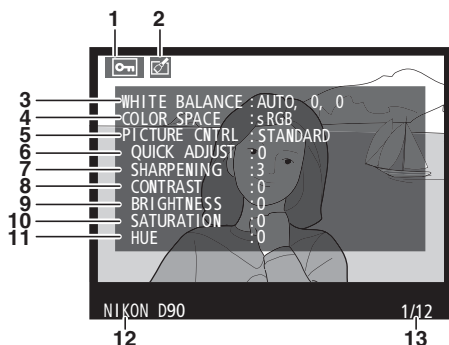 1 2
3 WHITE BALANCE :AUTO, 0, 0
4 COLOR SPACE :sRGB
5 PICTURE CNTRL :STANDARD
6 QUICK ADJUST :0
7 SHARPENING :3
8 CONTRAST :0
9 BRIGHTNESS :0
10 SATURATION :0
11 HUE :0
NIKON D90 1/12
12 13